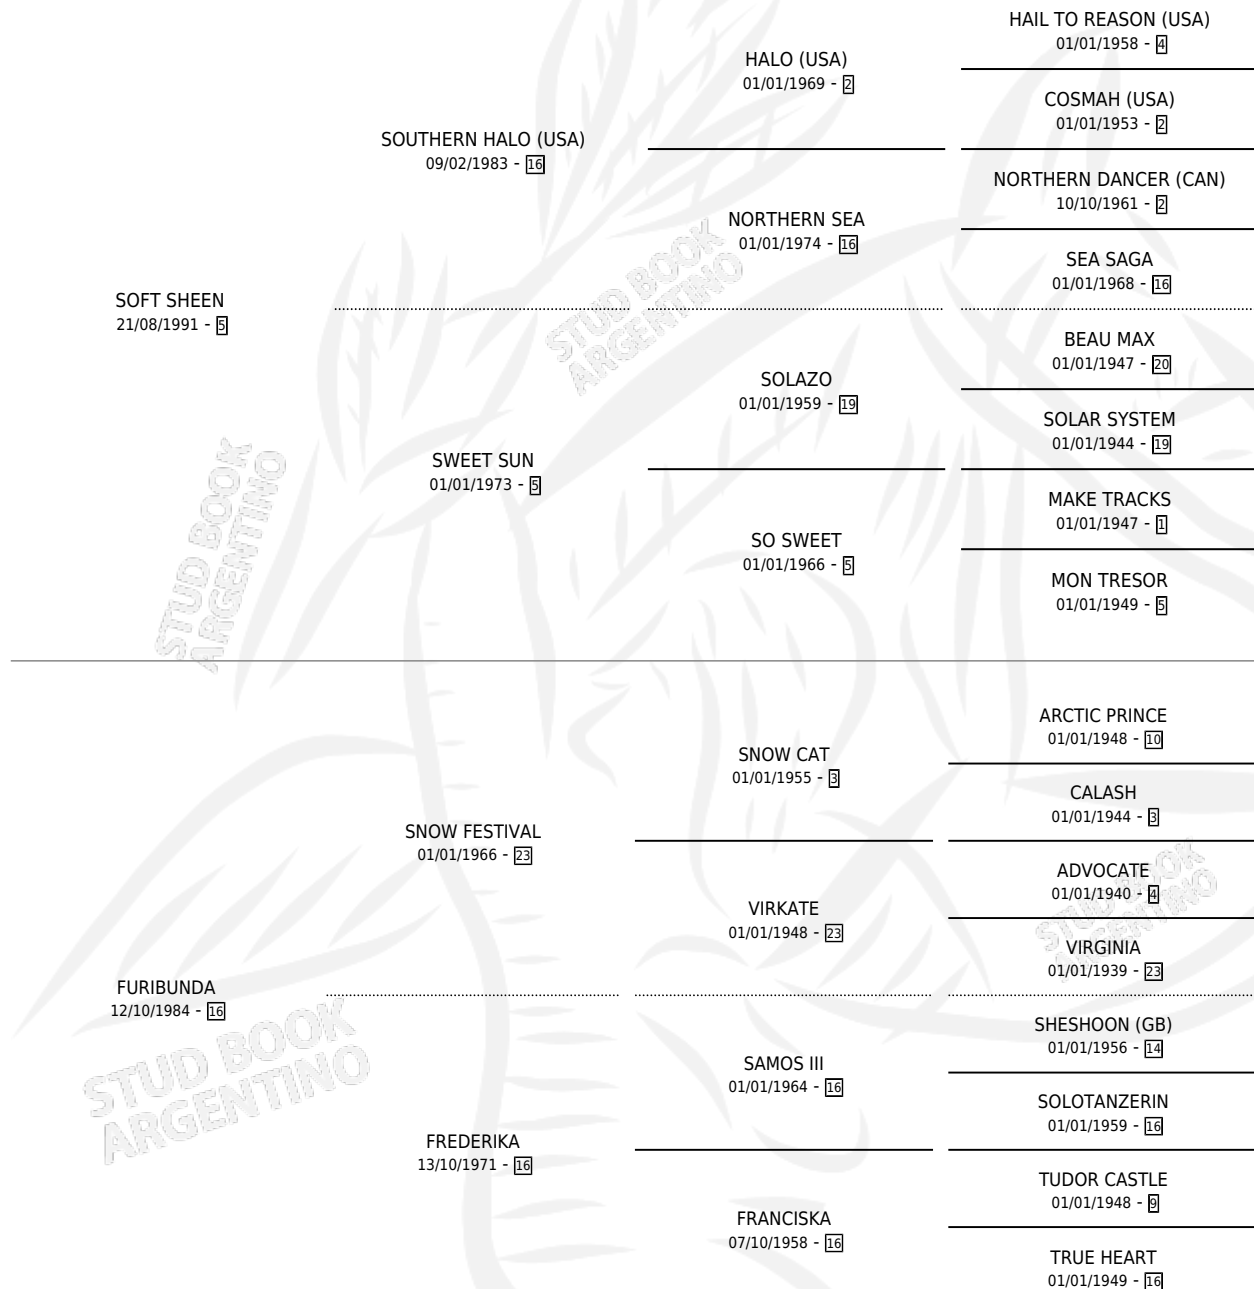 HAIL TO REASON (USA)
01/01/1958 - 4
HALO (USA)
01/01/1969 - 2
COSMAH (USA)
01/01/1953 - 2
SOUTHERN HALO (USA)
09/02/1983 - 16
NORTHERN DANCER (CAN)
10/10/1961 - 2
NORTHERN SEA
01/01/1974 - 16
SEA SAGA
01/01/1968 - 16
SOFT SHEEN
21/08/1991 - 5
BEAU MAX
01/01/1947 - 20
SOLAZO
01/01/1959 - 19
SOLAR SYSTEM
01/01/1944 - 19
SWEET SUN
01/01/1973 - 5
MAKE TRACKS
01/01/1947 - 1
SO SWEET
01/01/1966 - 5
MON TRESOR
01/01/1949 - 5
ARCTIC PRINCE
01/01/1948 - 10
SNOW CAT
01/01/1955 - 3
CALASH
01/01/1944 - 3
SNOW FESTIVAL
01/01/1966 - 23
ADVOCATE
01/01/1940 - 4
VIRKATE
01/01/1948 - 23
VIRGINIA
01/01/1939 - 23
FURIBUNDA
12/10/1984 - 16
SHESHOON (GB)
01/01/1956 - 14
SAMOS III
01/01/1964 - 16
SOLOTANZERIN
01/01/1959 - 16
FREDERIKA
13/10/1971 - 16
TUDOR CASTLE
01/01/1948 - 9
FRANCISKA
07/10/1958 - 16
TRUE HEART
01/01/1949 - 16
STUD BOOK
ARGENTINO
STUD BOOK
ARGENTINO
STUD BOOK
ARGENTINO
STUD BOOK
ARGENTINO